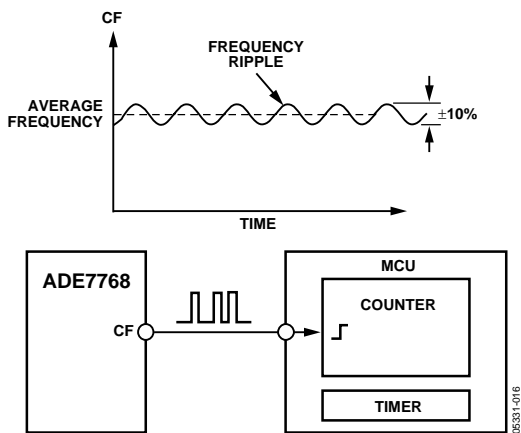 CF
FREQUENCY
RIPPLE
AVERAGE
FREQUENCY
±10%
TIME
ADE7768
CF
MCU
COUNTER
TIMER
05331-016